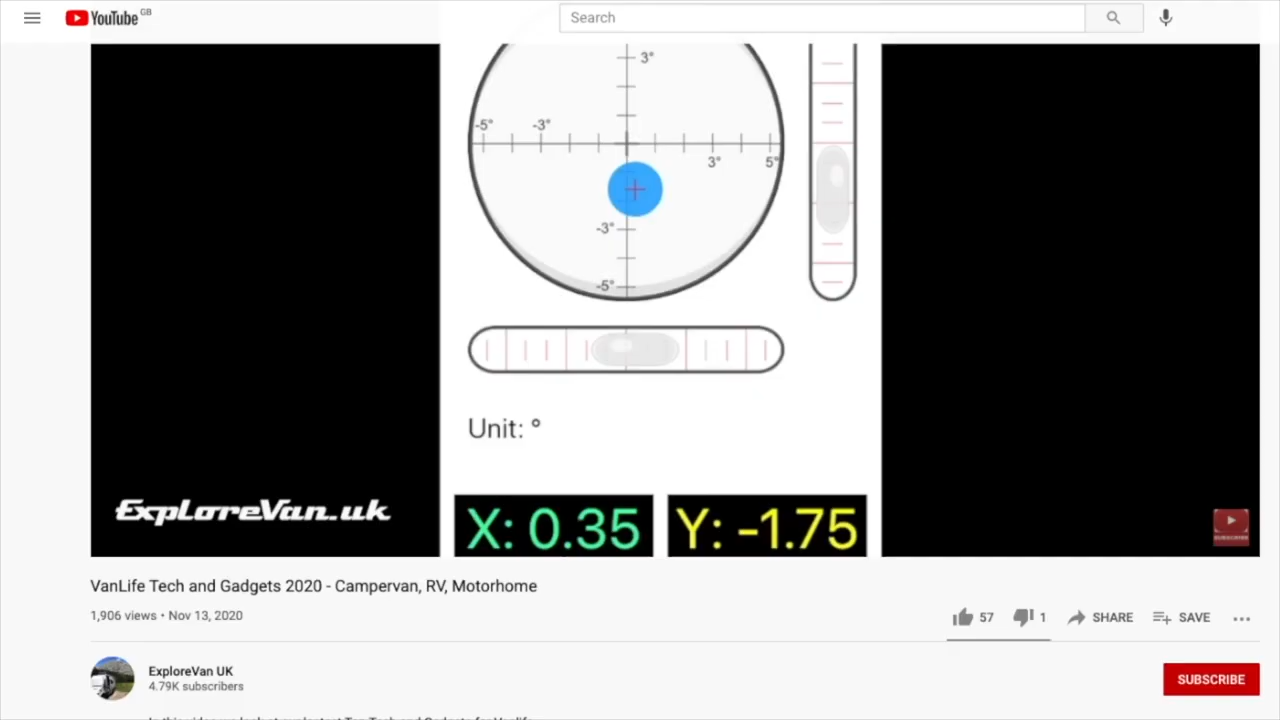 YouTube GB
Search
3°
-5° -3°
3° 5°
-3°
-5°
Unit: °
ExploreVan.uk
X: 0.35 Y: -1.75
SUBSCRIBE
VanLife Tech and Gadgets 2020 - Campervan, RV, Motorhome
1,906 views • Nov 13, 2020
57 1 SHARE SAVE
ExploreVan UK
4.79K subscribers
SUBSCRIBE